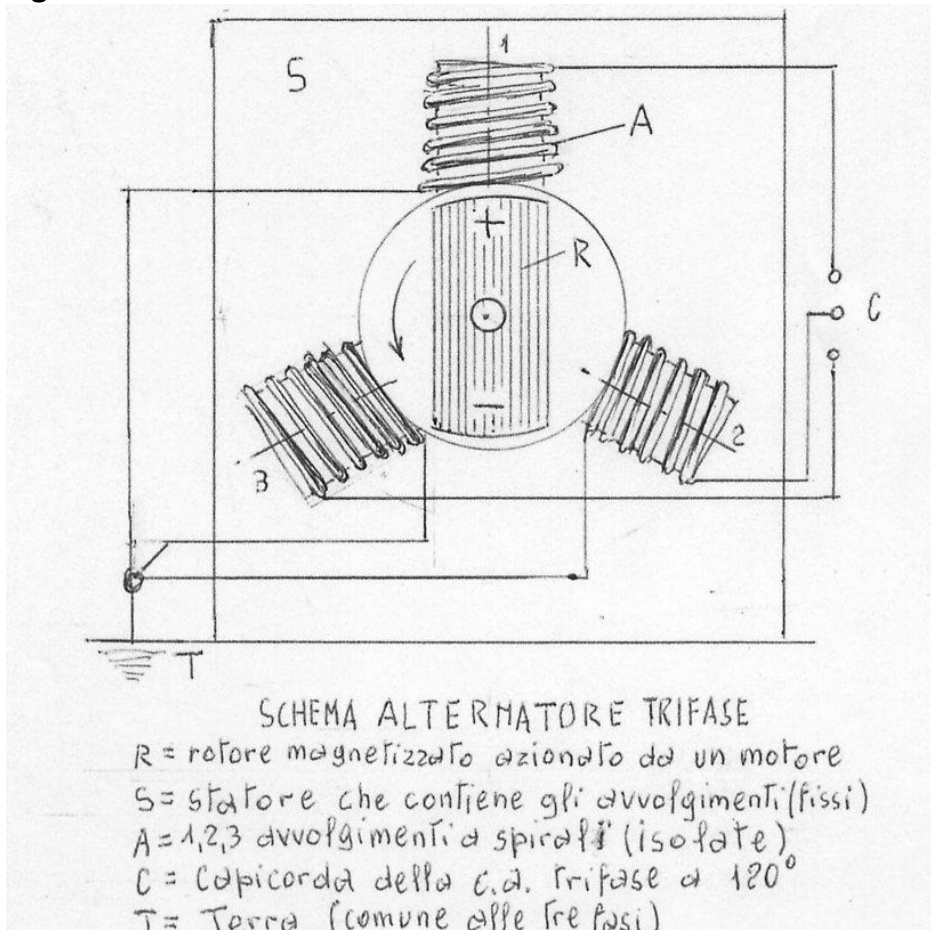 1
S
A
+
R
C
-
3
2
T
SCHEMA ALTERNATORE TRIFASE
R = rotore magnetizzato azionato da un motore
S = statore che contiene gli avvolgimenti (fissi)
A = 1,2,3 avvolgimenti a spirali (isolate)
C = Capicorda della c.a. trifase a 120°
T = Terra (comune alle tre fasi)